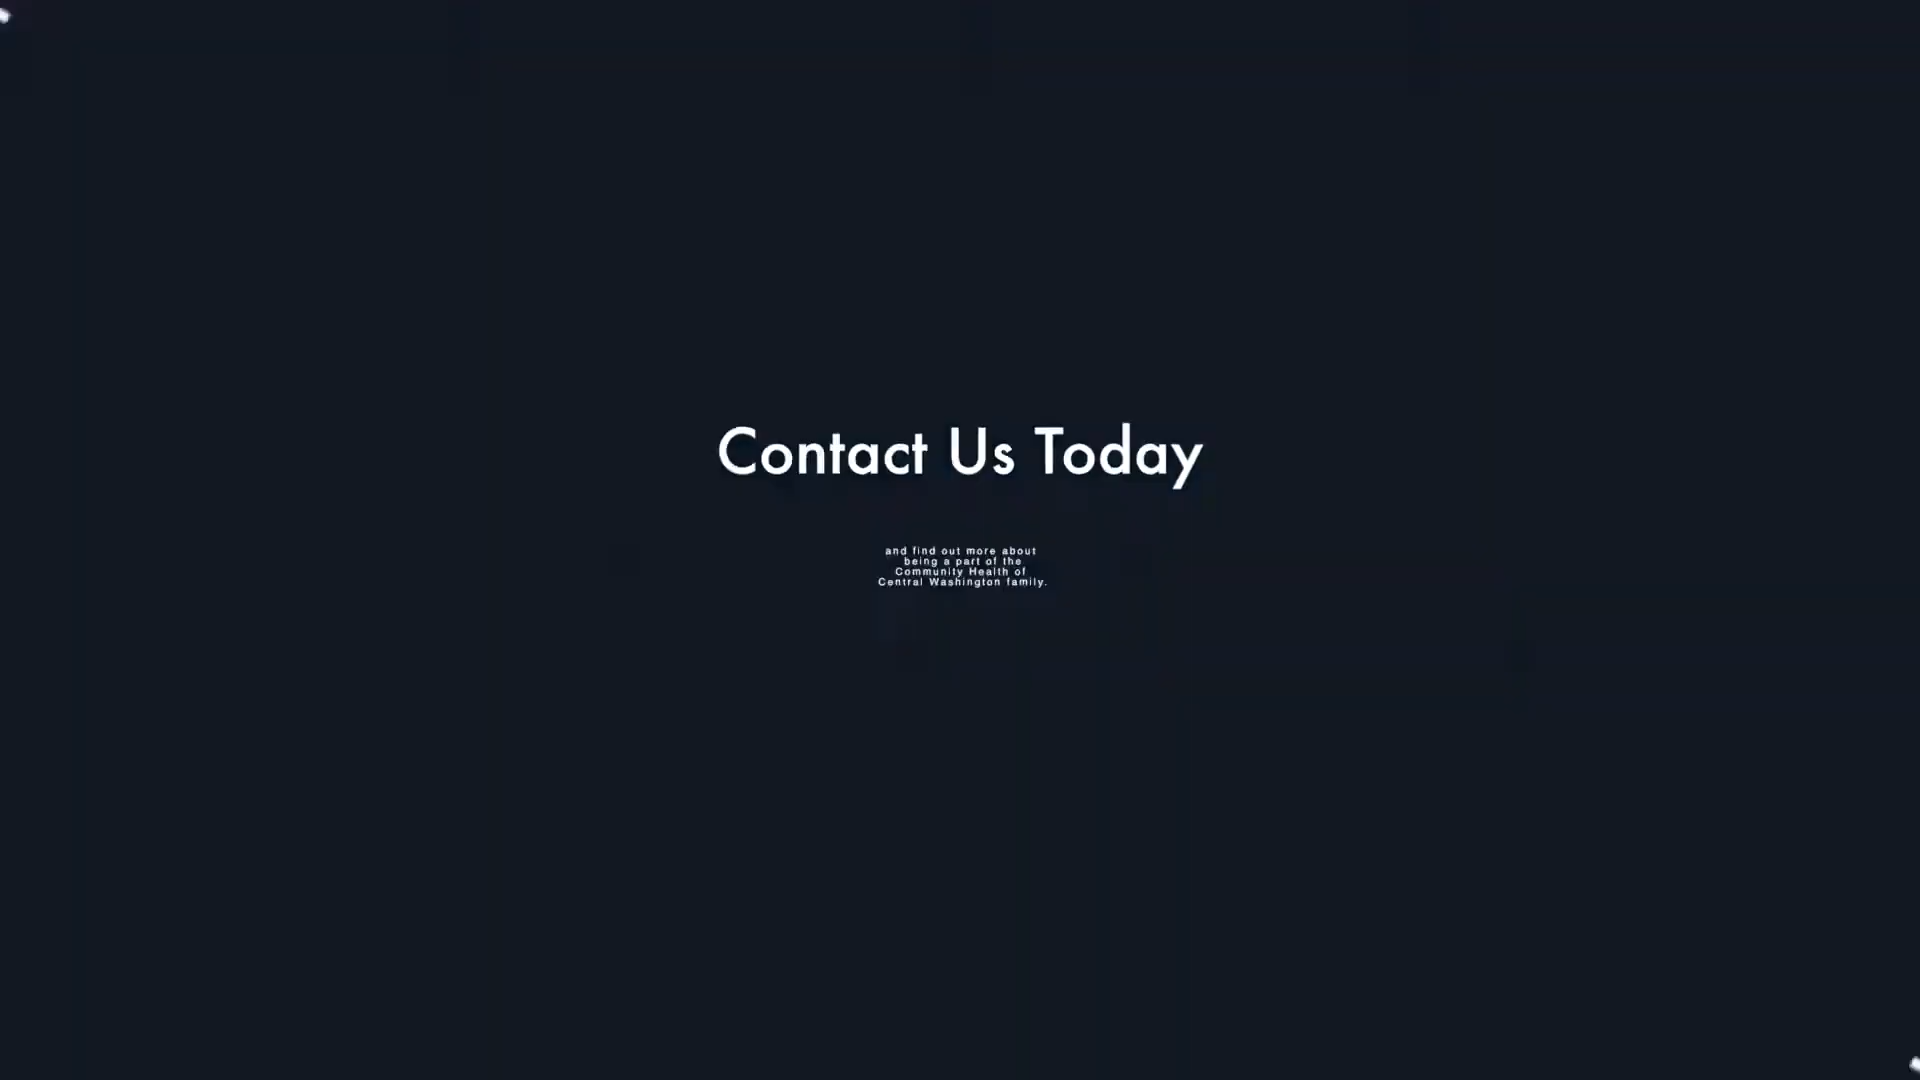 Contact Us Today
and find out more about
being a part of the
Community Health of
Central Washington family.